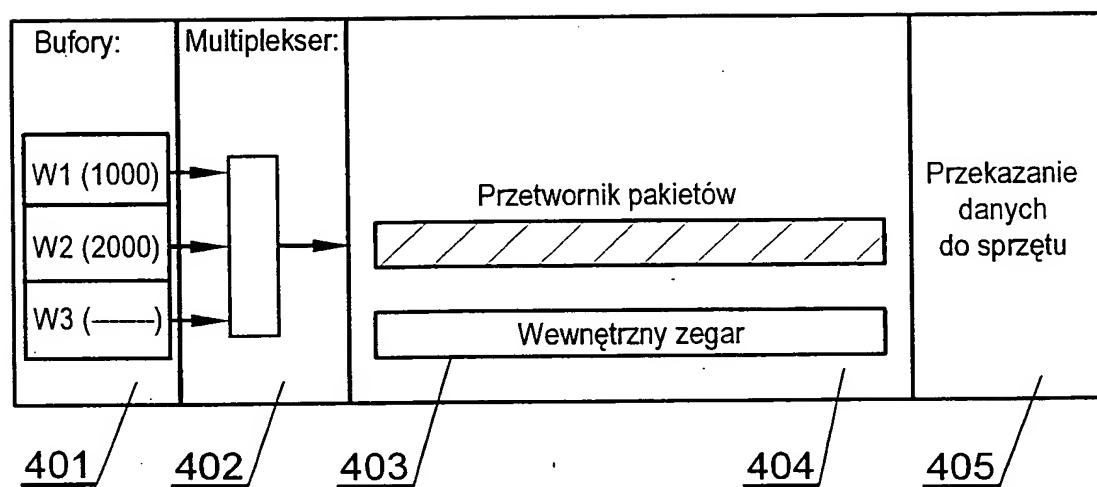 Bufory:
Multiplekser:
W1 (1000)
W2 (2000)
W3 (———)
Przetwornik pakietów
Wewnętrzny zegar
Przekazanie
danych
do sprzętu
401
402
403
404
405